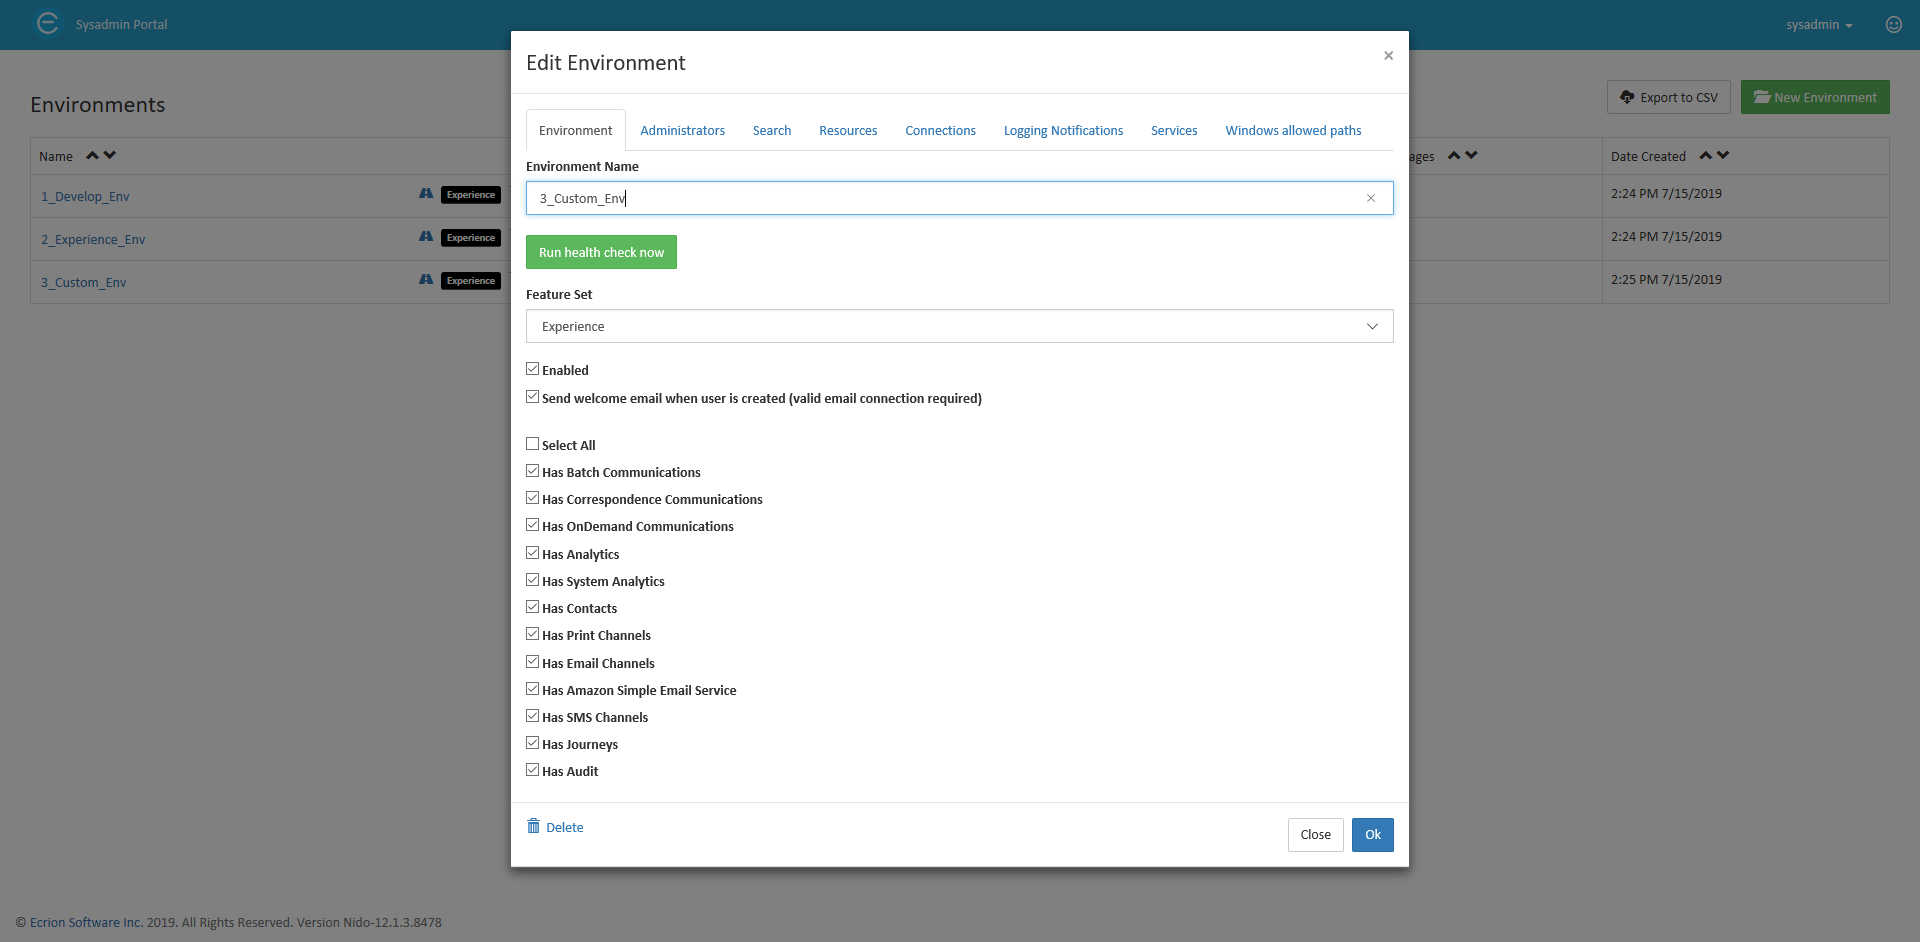 Sysadmin Portal
sysadmin
Edit Environment
×
Environments
Export to CSV
New Environment
Environment Administrators Search Resources Connections Logging Notifications Services Windows allowed paths
Name
Date Created
Environment Name
1_Develop_Env Experience
2:24 PM 7/15/2019
3_Custom_Env
2_Experience_Env Experience
2:24 PM 7/15/2019
Run health check now
3_Custom_Env Experience
2:25 PM 7/15/2019
Feature Set
Experience
Enabled
Send welcome email when user is created (valid email connection required)
Select All
Has Batch Communications
Has Correspondence Communications
Has OnDemand Communications
Has Analytics
Has System Analytics
Has Contacts
Has Print Channels
Has Email Channels
Has Amazon Simple Email Service
Has SMS Channels
Has Journeys
Has Audit
Delete
Close
Ok
© Ecrion Software Inc. 2019. All Rights Reserved. Version Nido-12.1.3.8478